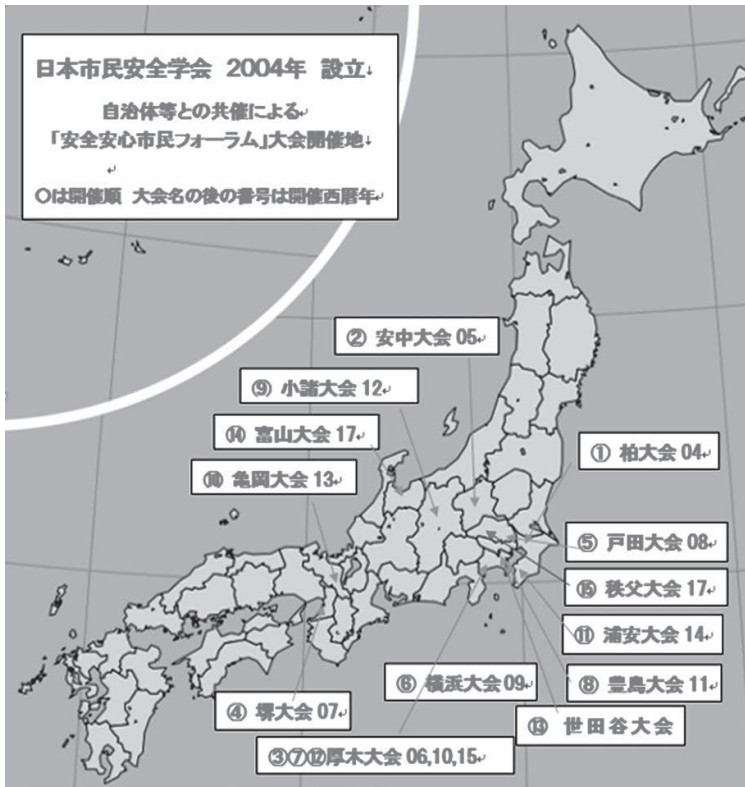 日本市民安全学会 2004年 設立↓
自治体等との共催による↵
「安全安心市民フォーラム」大会開催地↓
↵
〇は開催順 大会名の後の番号は開催西暦年↵
② 安中大会 05↵
⑨ 小諸大会 12↵
⑭ 富山大会 17↵
⑩ 亀岡大会 13↵
① 柏大会 04↵
⑤ 戸田大会 08↵
⑮ 秩父大会 17↵
⑪ 浦安大会 14↵
⑥ 横浜大会 09↵
⑧ 豊島大会 11↵
④ 堺大会 07↵
⑬ 世田谷大会
③⑦⑫厚木大会 06,10,15↵